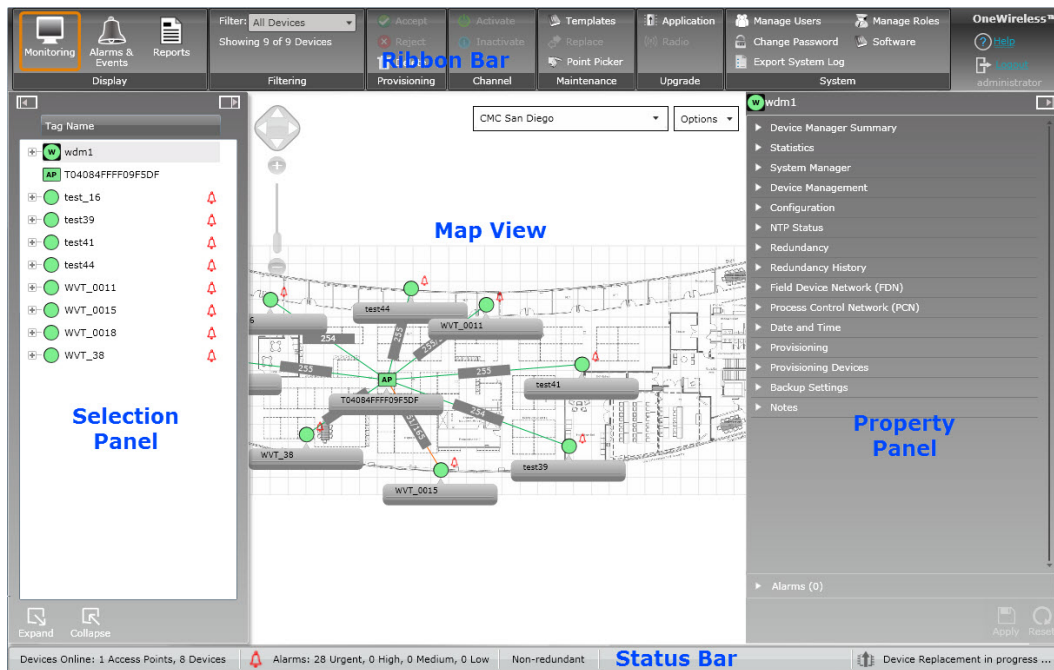 Filter: All Devices
Showing 9 of 9 Devices
Accept
Reject
Activate
Inactivate
Templates
Replace
Point Picker
Application
Radio
Manage Users
Change Password
Export System Log
Manage Roles
Software
OneWireless™
Help
Logout
administrator
Monitoring
Alarms & Events
Reports
Ribbon Bar
Display
Filtering
Provisioning
Channel
Maintenance
Upgrade
System
Tag Name
wdm1
AP T04084FFFF09F5DF
test_16
test39
test41
test44
WVT_0011
WVT_0015
WVT_0018
WVT_38
Selection
Panel
Expand
Collapse
CMC San Diego
Options
Map View
test44
WVT_0011
6
254
255
255
255
AP
test41
T04084FFFF09F5DF
254
WVT_38
test39
WVT_0015
wdm1
Device Manager Summary
Statistics
System Manager
Device Management
Configuration
NTP Status
Redundancy
Redundancy History
Field Device Network (FDN)
Process Control Network (PCN)
Date and Time
Provisioning
Provisioning Devices
Backup Settings
Notes
Property
Panel
Alarms (0)
Apply
Reset
Devices Online: 1 Access Points, 8 Devices
Alarms: 28 Urgent, 0 High, 0 Medium, 0 Low
Non-redundant
Status Bar
Device Replacement in progress ...